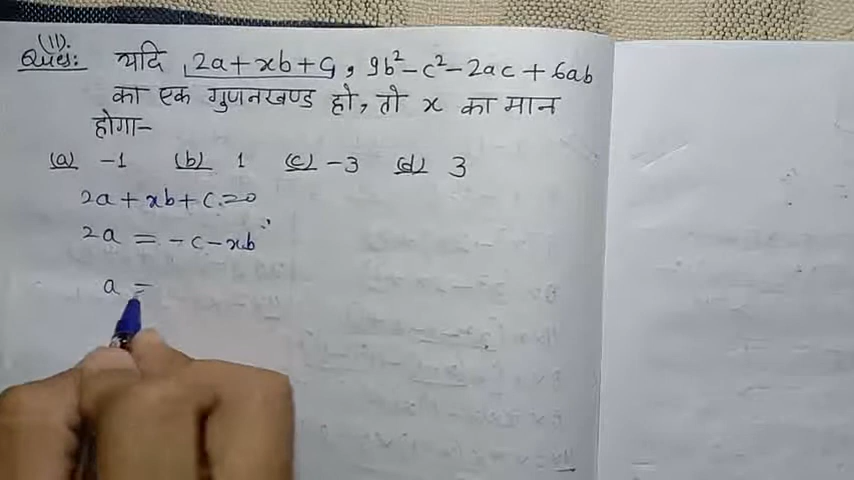 (11).
Ques: यदि 2a+xb+c, 9b²-c²-2ac+6ab
का एक गुणनखण्ड हो, तो x का मान
होगा-
(a) -1 (b) 1 (c) -3 (d) 3
2a+xb+c=0
2a = -c-xb
a =